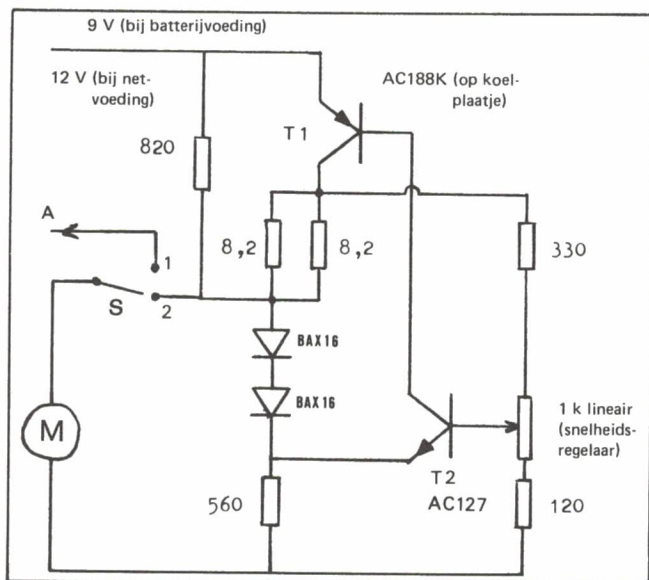 9 V (bij batterijvoeding)
12 V (bij net-
voeding)
AC188K (op koel-
plaatje)
T1
820
A
8,2
8,2
330
1
S
2
BAX16
BAX16
M
1 k lineair
(snelheids-
regelaar)
T2
AC127
560
120